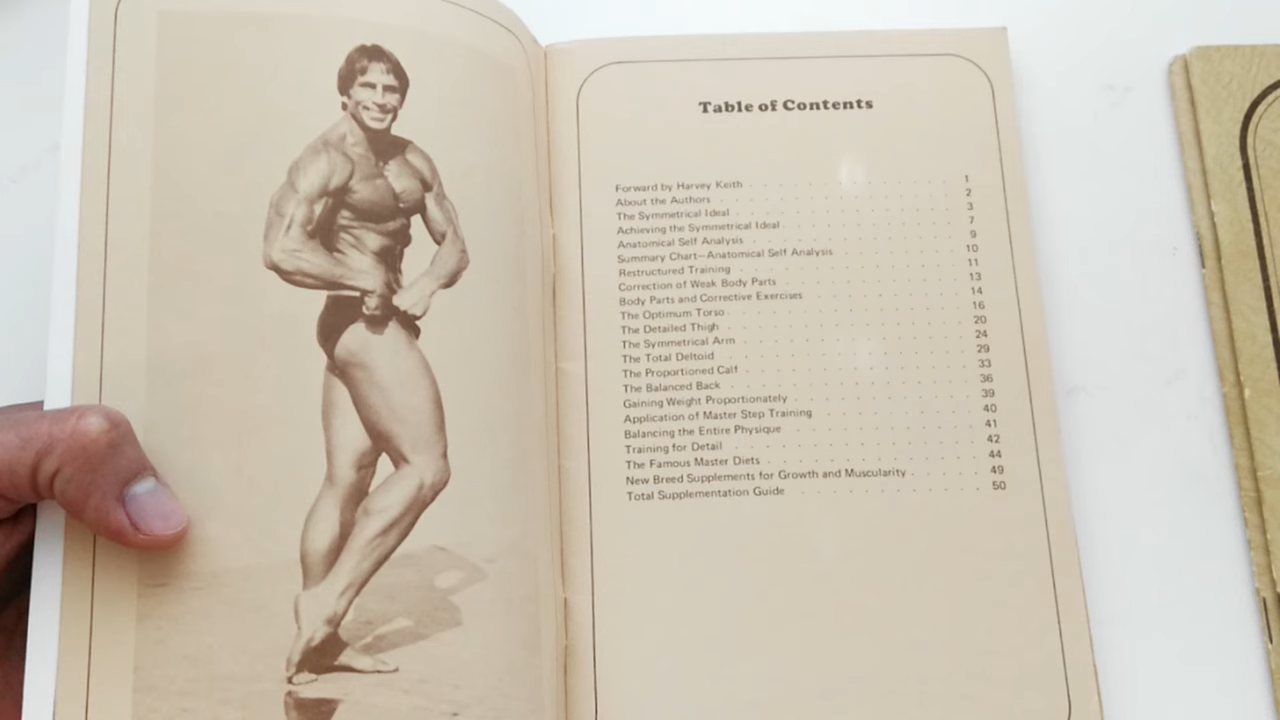 Table of Contents
Forward by Harvey Keith 1
About the Authors 2
The Symmetrical Ideal 3
Achieving the Symmetrical Ideal 7
Anatomical Self Analysis 9
Summary Chart—Anatomical Self Analysis 10
Restructured Training 11
Correction of Weak Body Parts 13
Body Parts and Corrective Exercises 14
The Optimum Torso 16
The Detailed Thigh 20
The Symmetrical Arm 24
The Total Deltoid 29
The Proportioned Calf 33
The Balanced Back 36
Gaining Weight Proportionately 39
Application of Master Step Training 40
Balancing the Entire Physique 41
Training for Detail 42
The Famous Master Diets 44
New Breed Supplements for Growth and Muscularity 49
Total Supplementation Guide 50